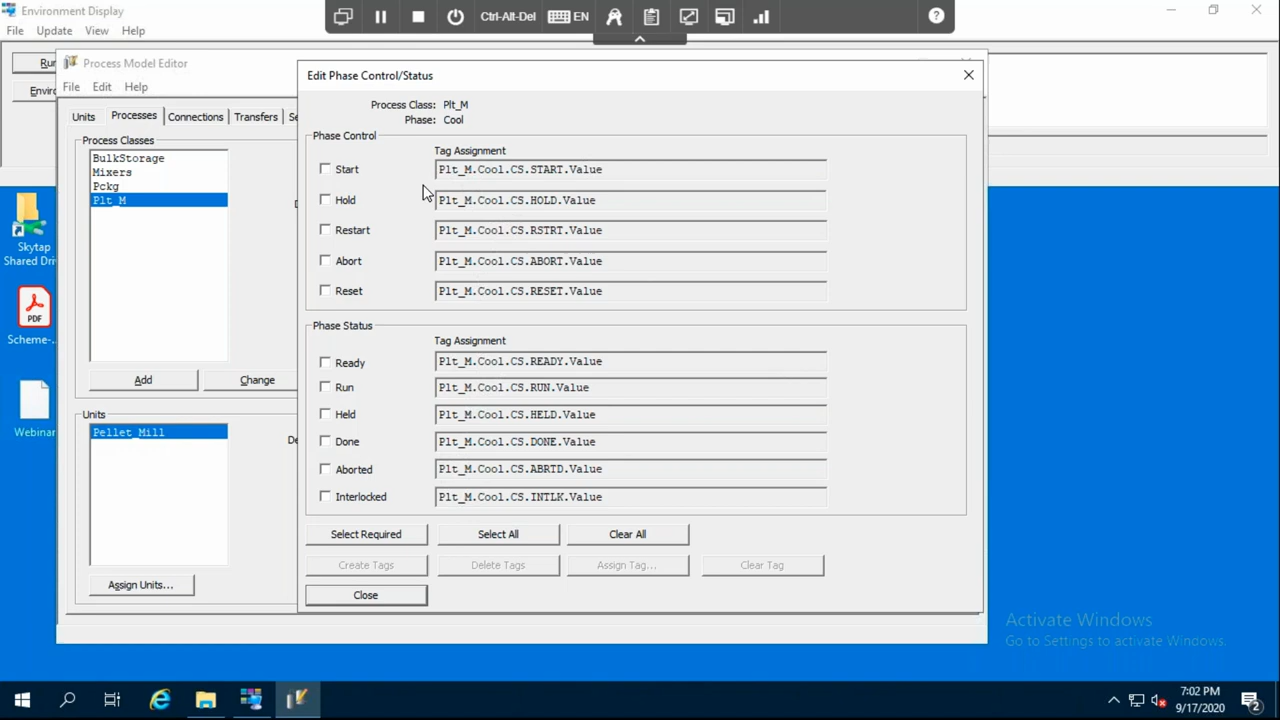 Environment Display
File Update View Help
Ctrl-Alt-Del
EN
Run
Enviro
Process Model Editor
File Edit Help
Units Processes Connections Transfers Se
Process Classes
BulkStorage
Mixers
Pckg
Plt_M
Add
Change
Units
Pellet_Mill
De
Assign Units...
Edit Phase Control/Status
Process Class: Plt_M
Phase: Cool
Phase Control
Tag Assignment
Start Plt_M.Cool.CS.START.Value
Hold Plt_M.Cool.CS.HOLD.Value
Restart Plt_M.Cool.CS.RSTRT.Value
Abort Plt_M.Cool.CS.ABORT.Value
Reset Plt_M.Cool.CS.RESET.Value
Phase Status
Tag Assignment
Ready Plt_M.Cool.CS.READY.Value
Run Plt_M.Cool.CS.RUN.Value
Held Plt_M.Cool.CS.HELD.Value
Done Plt_M.Cool.CS.DONE.Value
Aborted Plt_M.Cool.CS.ABRTD.Value
Interlocked Plt_M.Cool.CS.INTLK.Value
Select Required Select All Clear All
Create Tags Delete Tags Assign Tag... Clear Tag
Close
Skytap
Shared Dri
PDF
Scheme-...
Webinar
Activate Windows
Go to Settings to activate Windows.
7:02 PM
9/17/2020
2